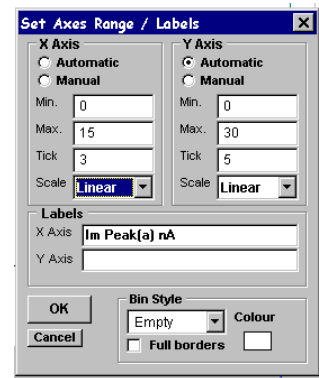 Set Axes Range / Labels
X Axis
Automatic
Manual
Min. 0
Max. 15
Tick 3
Scale Linear
Y Axis
Automatic
Manual
Min. 0
Max. 30
Tick 5
Scale Linear
Labels
X Axis Im Peak(a) nA
Y Axis
OK
Cancel
Bin Style
Empty
Colour
Full borders